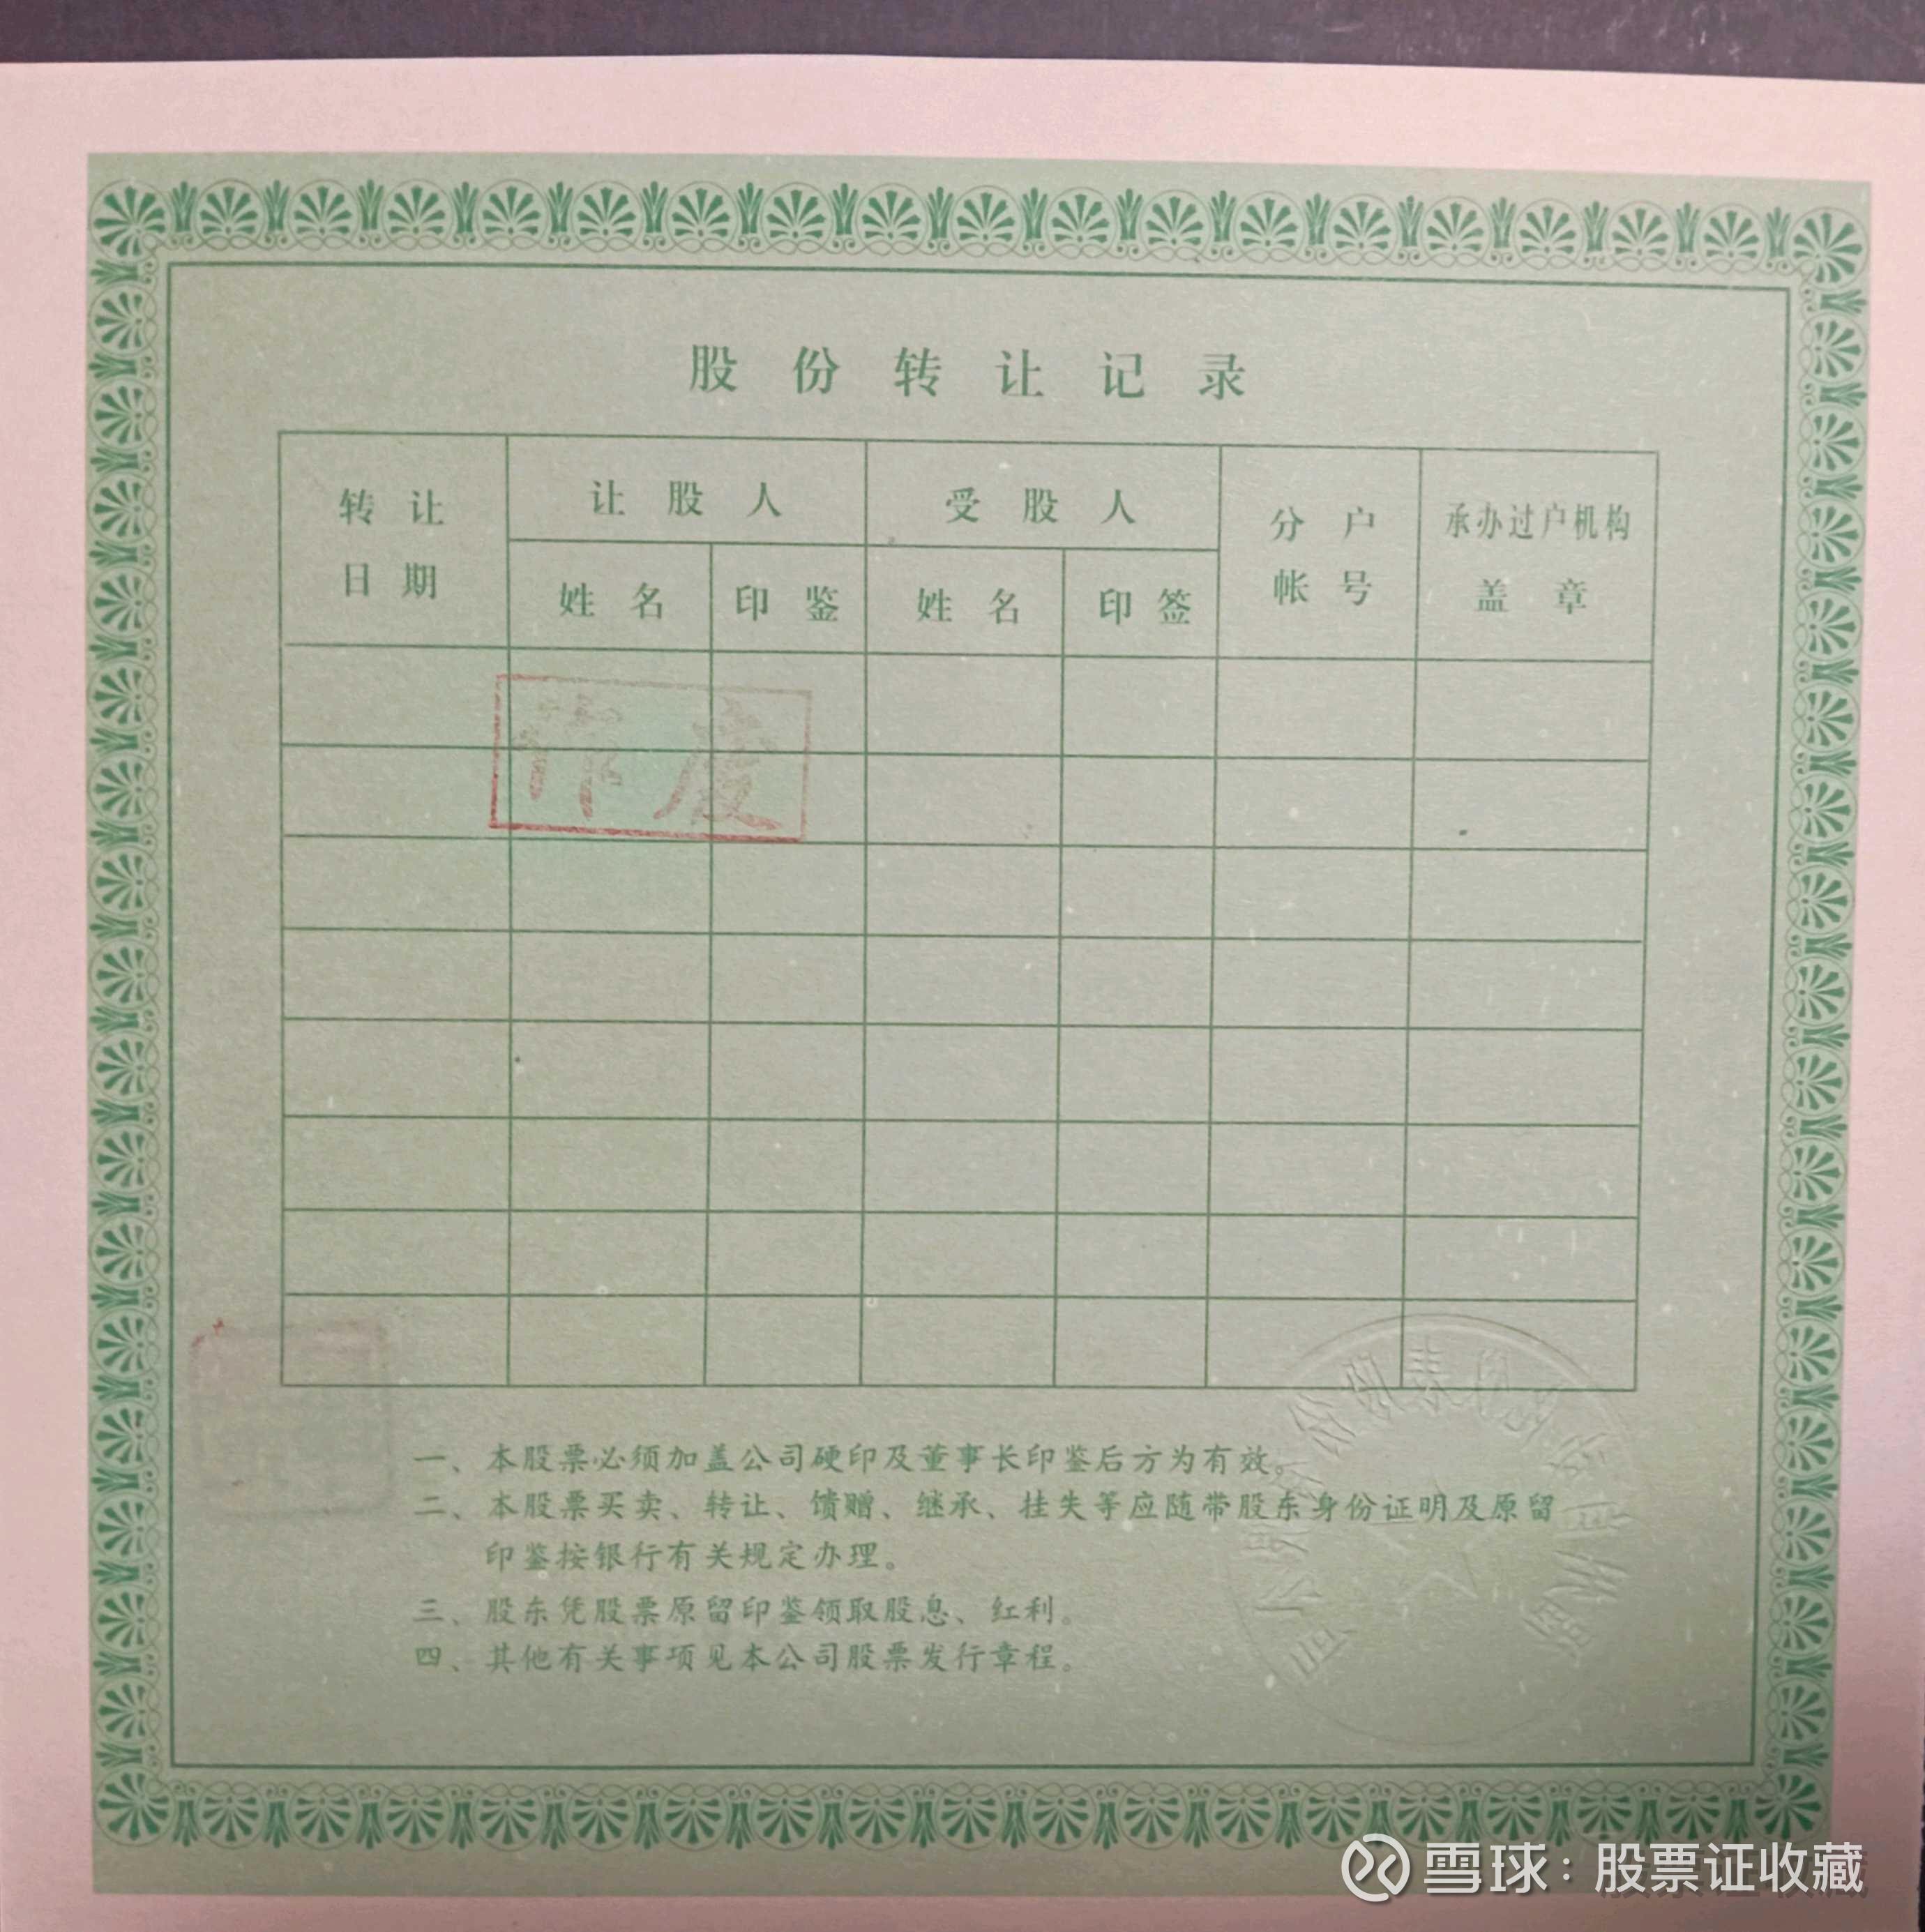 股份转让记录
转让日期 让股人 受股人 分户帐号 承办过户机构盖章
姓名 印鉴 姓名 印签
作废
一、本股票必须加盖公司硬印及董事长印鉴后方为有效。
二、本股票买卖、转让、馈赠、继承、挂失等应随带股东身份证明及原留
印鉴按银行有关规定办理。
三、股东凭股票原留印鉴领取股息、红利。
四、其他有关事项见本公司股票发行章程。
雪球：股票证收藏